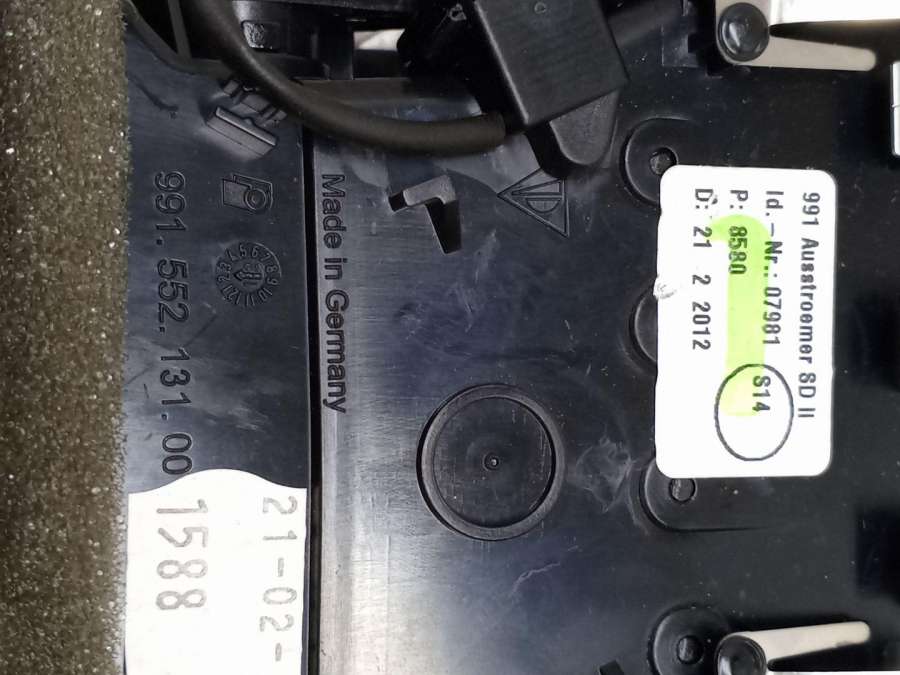 991 Ausstroemer SD II
Id.-Nr.: 07981 S14
P: 8580
D: 21 2 2012
Made in Germany
991.552.131.00
21-02-
1588